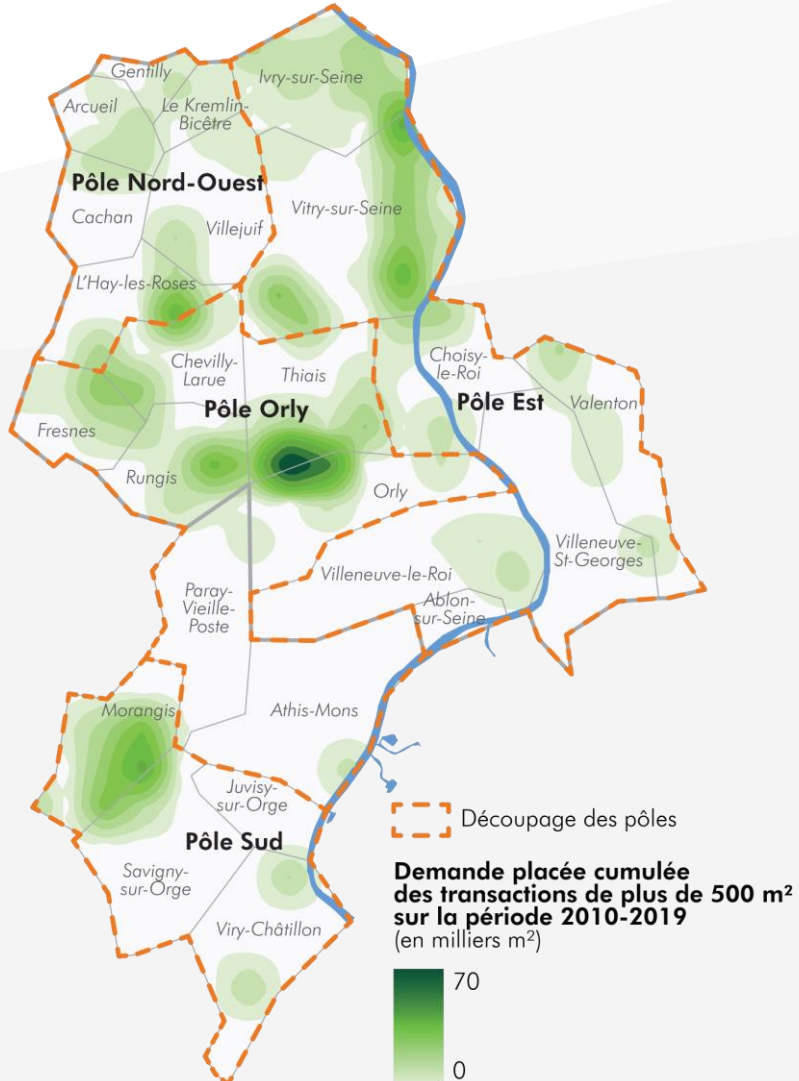 Gentilly
Ivry-sur-Seine
Arcueil
Le Kremlin-
Bicêtre
Pôle Nord-Ouest
Cachan
Villejuif
Vitry-sur-Seine
L'Hay-les-Roses
Chevilly-
Larue
Thiais
Choisy-
le-Roi
Pôle Orly
Pôle Est
Valenton
Fresnes
Rungis
Orly
Villeneuve-
St-Georges
Villeneuve-le-Roi
Paray-
Vieille-
Poste
Ablon-
sur-Seine
Morangis
Athis-Mons
Juvisy-
sur-Orge
Pôle Sud
Savigny-
sur-Orge
Viry-Châtillon
Découpage des pôles
Demande placée cumulée
des transactions de plus de 500 m²
sur la période 2010-2019
(en milliers m²)
70
0